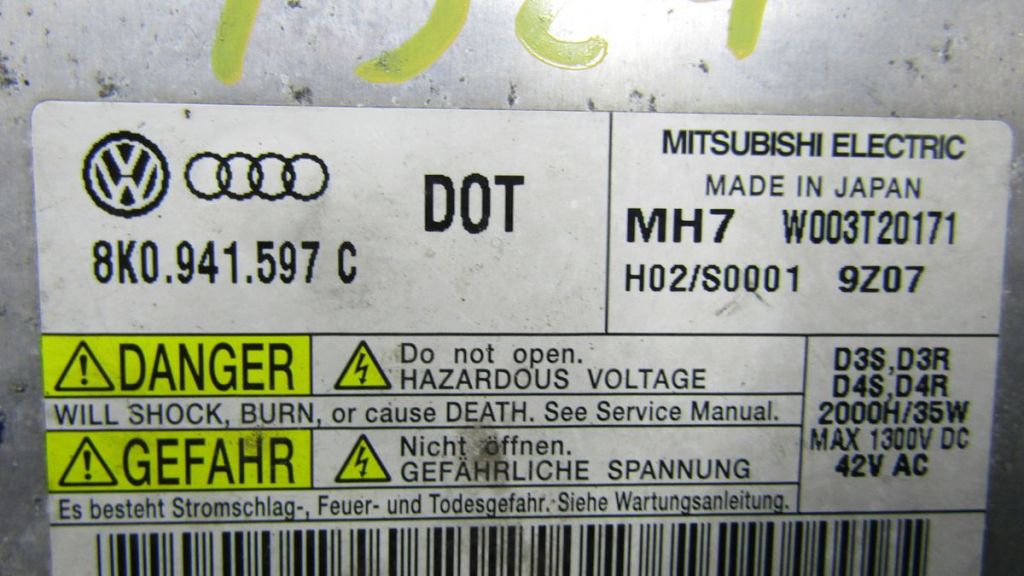 8K0.941.597 C
DOT
MITSUBISHI ELECTRIC
MADE IN JAPAN
MH7 W003T20171
H02/S0001 9Z07
DANGER
Do not open.
HAZARDOUS VOLTAGE
WILL SHOCK, BURN, or cause DEATH. See Service Manual.
GEFAHR
Nicht öffnen.
GEFÄHRLICHE SPANNUNG
Es besteht Stromschlag-, Feuer- und Todesgefahr. Siehe Wartungsanleitung.
D3S,D3R
D4S,D4R
2000H/35W
MAX 1300V DC
42V AC